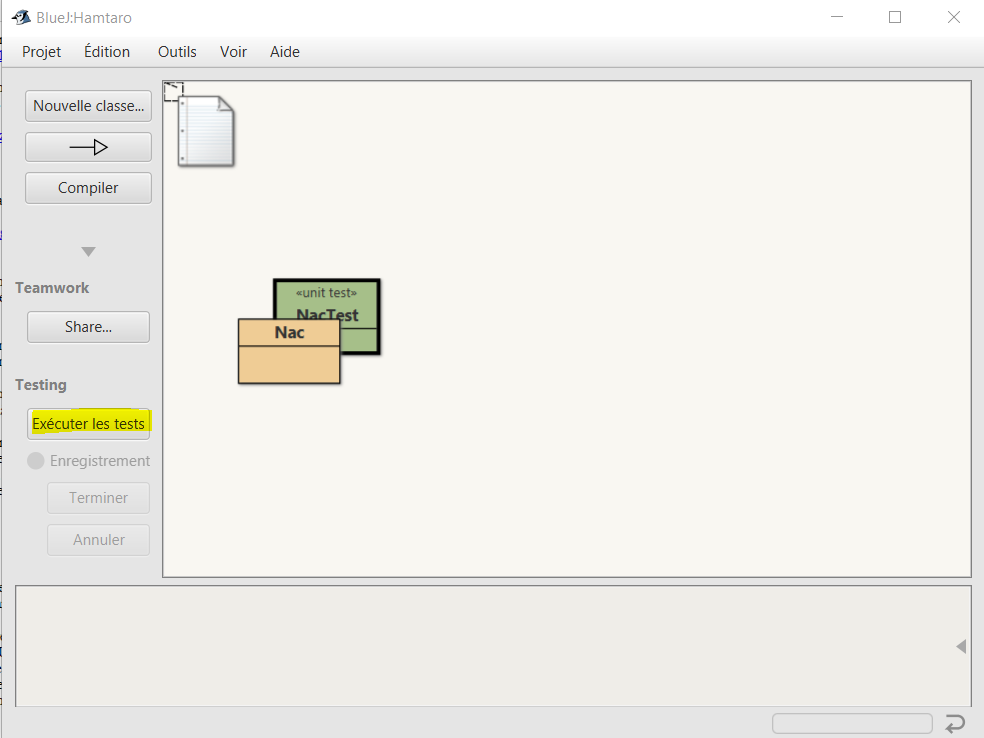 BlueJ:Hamtaro
Projet Édition Outils Voir Aide
Nouvelle classe...
Compiler
Teamwork
Share...
Testing
Exécuter les tests
Enregistrement
Terminer
Annuler
«unit test»
NacTest
Nac